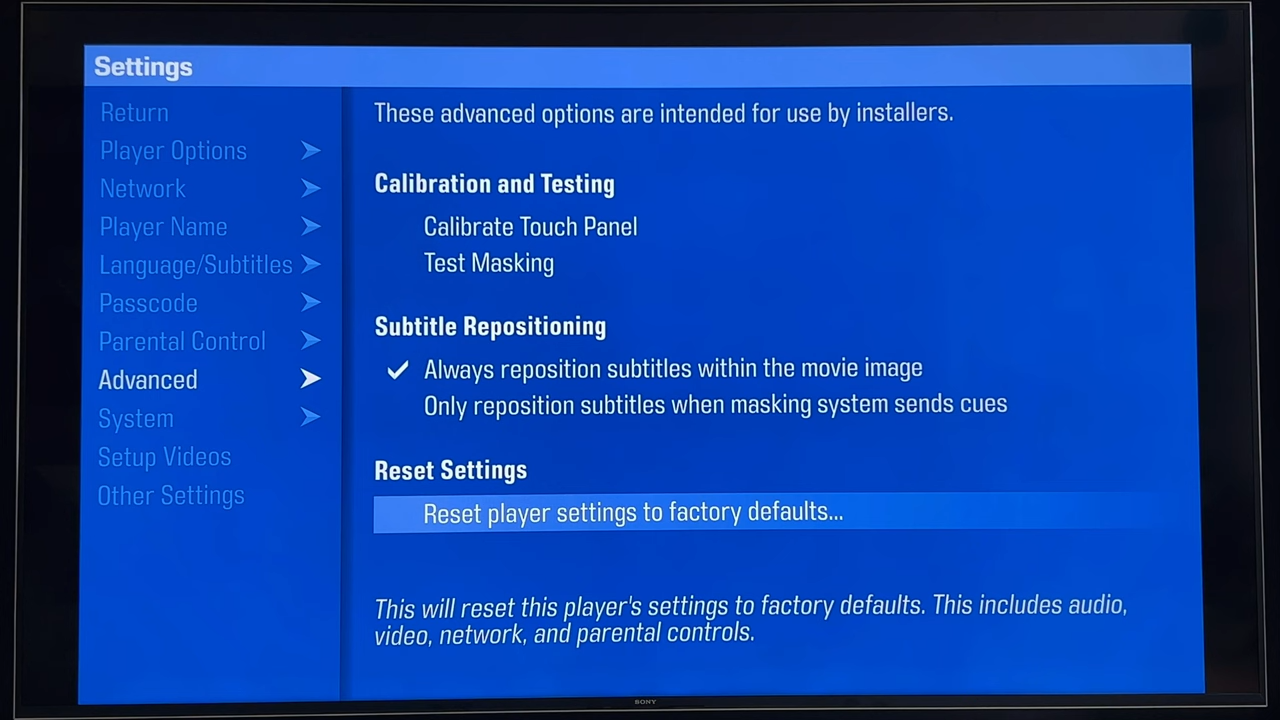 Settings
Return
Player Options
Network
Player Name
Language/Subtitles
Passcode
Parental Control
Advanced
System
Setup Videos
Other Settings
These advanced options are intended for use by installers.
Calibration and Testing
Calibrate Touch Panel
Test Masking
Subtitle Repositioning
Always reposition subtitles within the movie image
Only reposition subtitles when masking system sends cues
Reset Settings
Reset player settings to factory defaults...
This will reset this player's settings to factory defaults. This includes audio,
video, network, and parental controls.
SONY